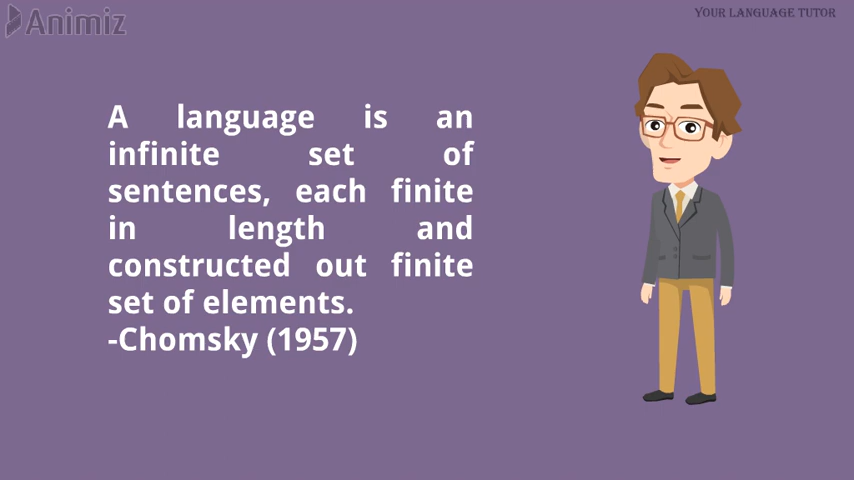 Animiz
YOUR LANGUAGE TUTOR
A language is an
infinite set of
sentences, each finite
in length and
constructed out finite
set of elements.
-Chomsky (1957)